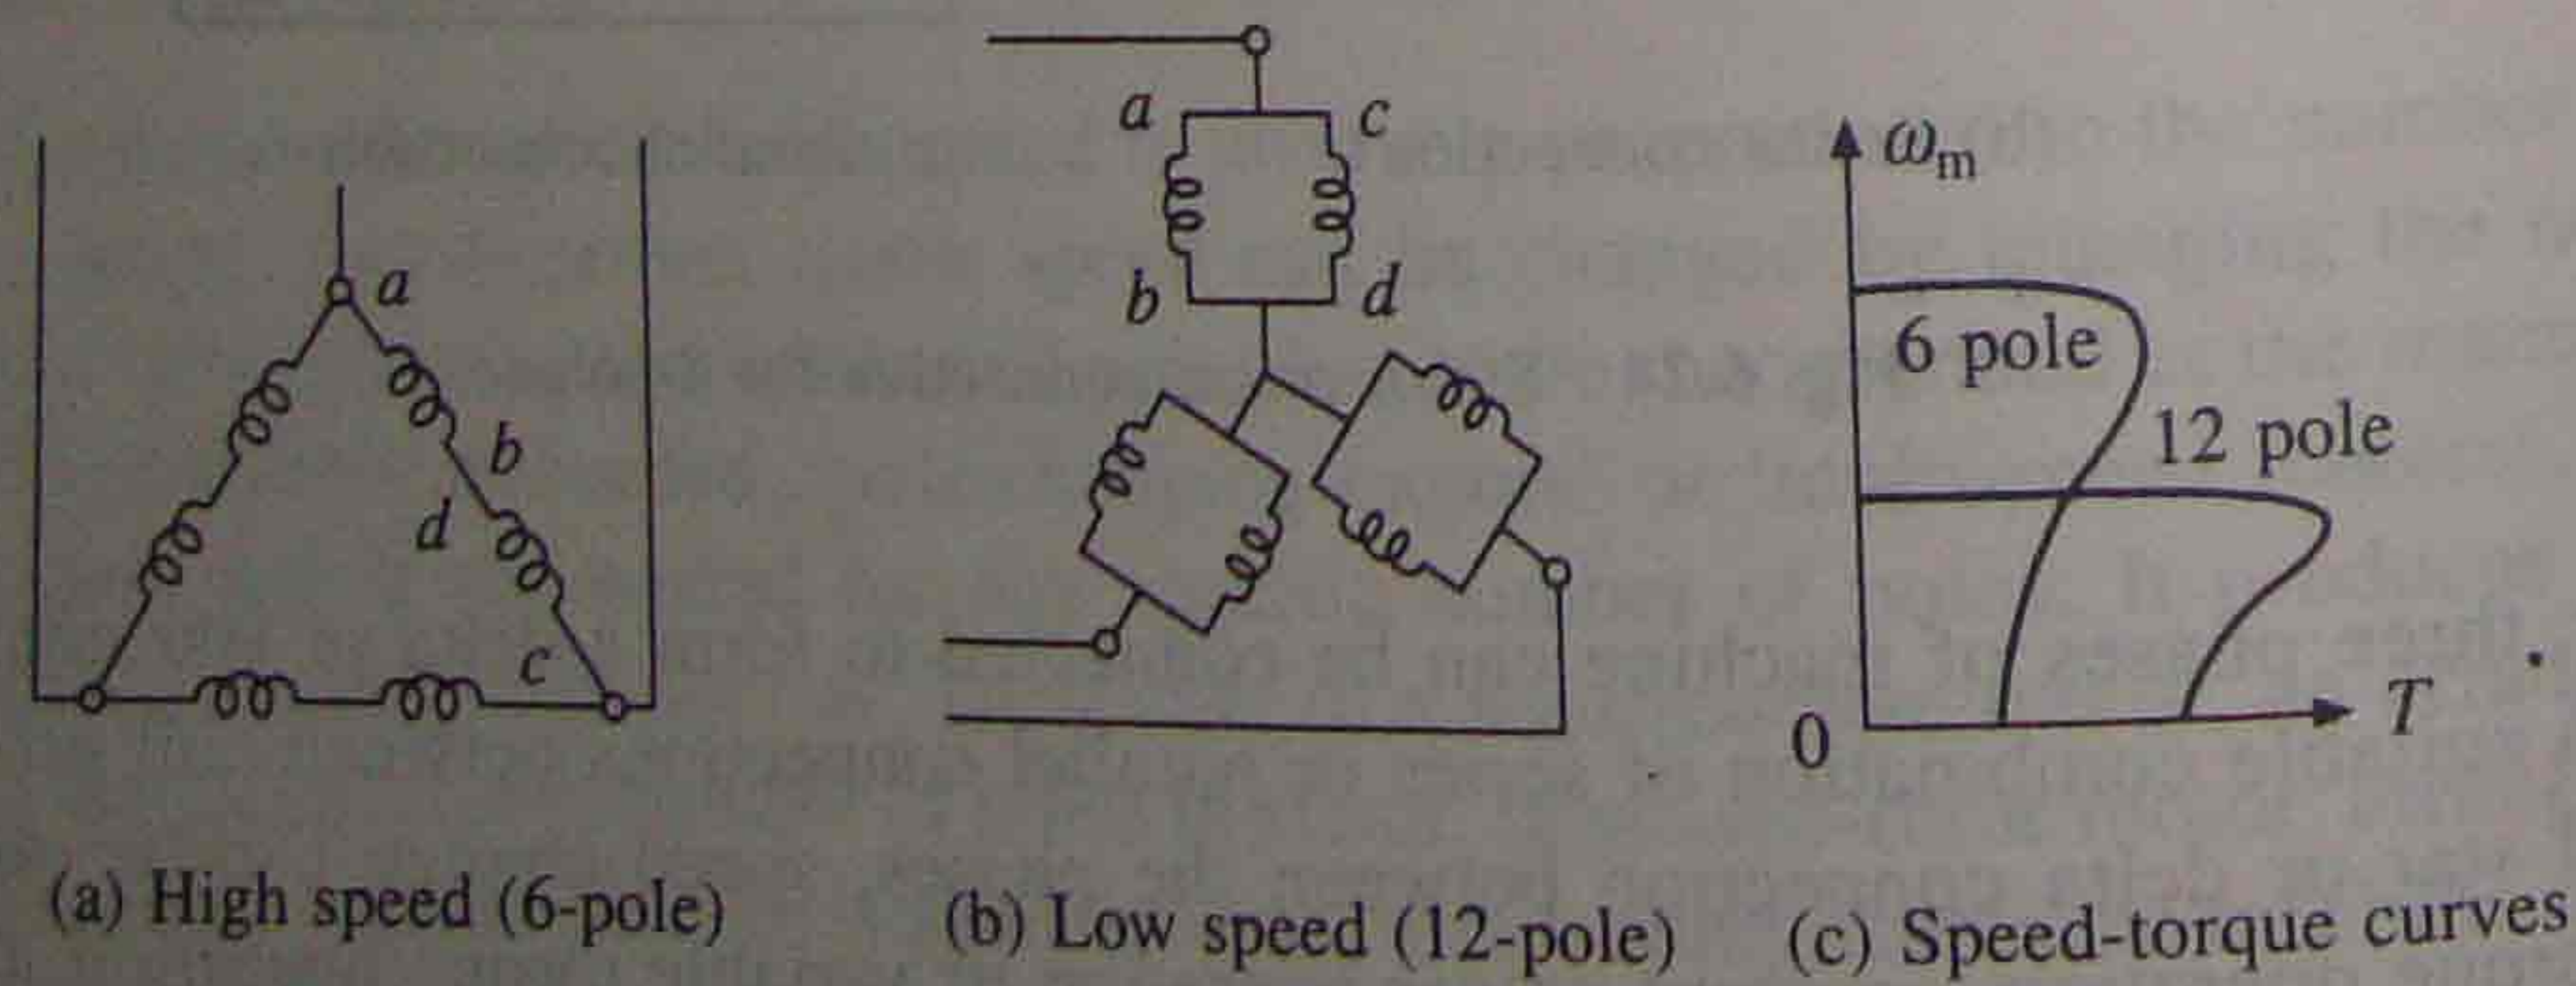 a
b
d
c
(a) High speed (6-pole)
a c
b d
(b) Low speed (12-pole)
ωm
6 pole
12 pole
0
T
(c) Speed-torque curves